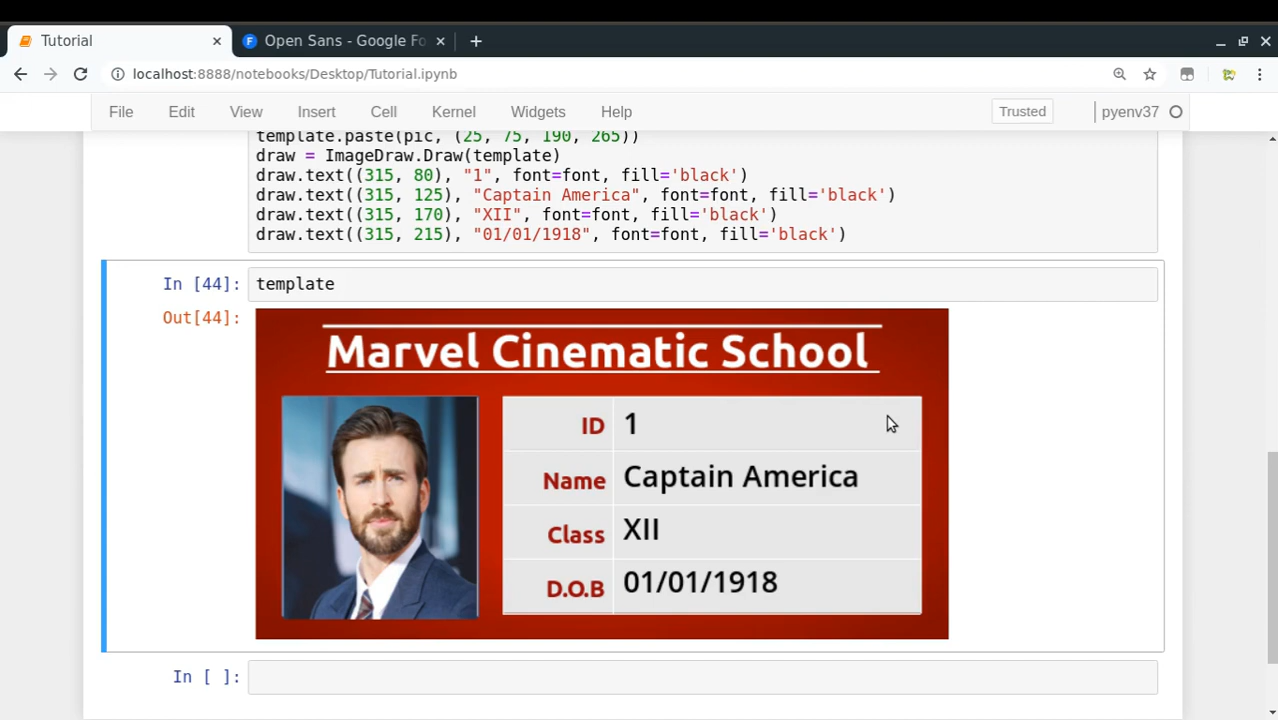 Tutorial
Open Sans - Google Fo
localhost:8888/notebooks/Desktop/Tutorial.ipynb
File Edit View Insert Cell Kernel Widgets Help Trusted pyenv37
template.paste(pic, (25, 75, 190, 265))
draw = ImageDraw.Draw(template)
draw.text((315, 80), "1", font=font, fill='black')
draw.text((315, 125), "Captain America", font=font, fill='black')
draw.text((315, 170), "XII", font=font, fill='black')
draw.text((315, 215), "01/01/1918", font=font, fill='black')
In [44]: template
Out[44]:
Marvel Cinematic School
ID 1
Name Captain America
Class XII
D.O.B 01/01/1918
In [ ]: